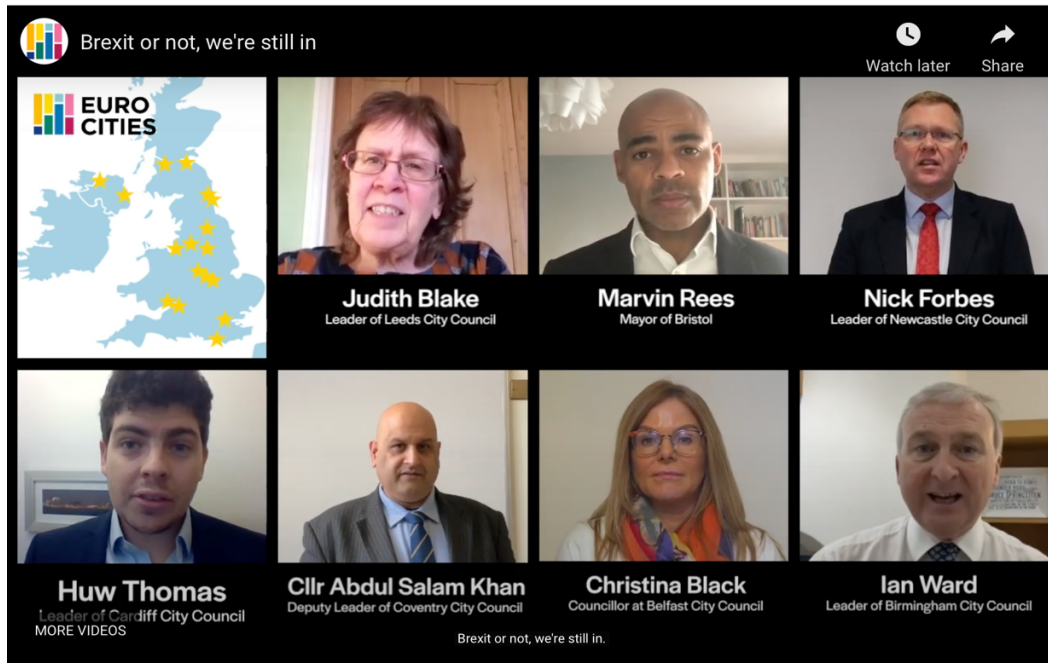 Brexit or not, we're still in
Watch later
Share
EURO
CITIES
Judith Blake
Leader of Leeds City Council
Marvin Rees
Mayor of Bristol
Nick Forbes
Leader of Newcastle City Council
Huw Thomas
Leader of Cardiff City Council
Cllr Abdul Salam Khan
Deputy Leader of Coventry City Council
Christina Black
Councillor at Belfast City Council
Ian Ward
Leader of Birmingham City Council
MORE VIDEOS
Brexit or not, we're still in.